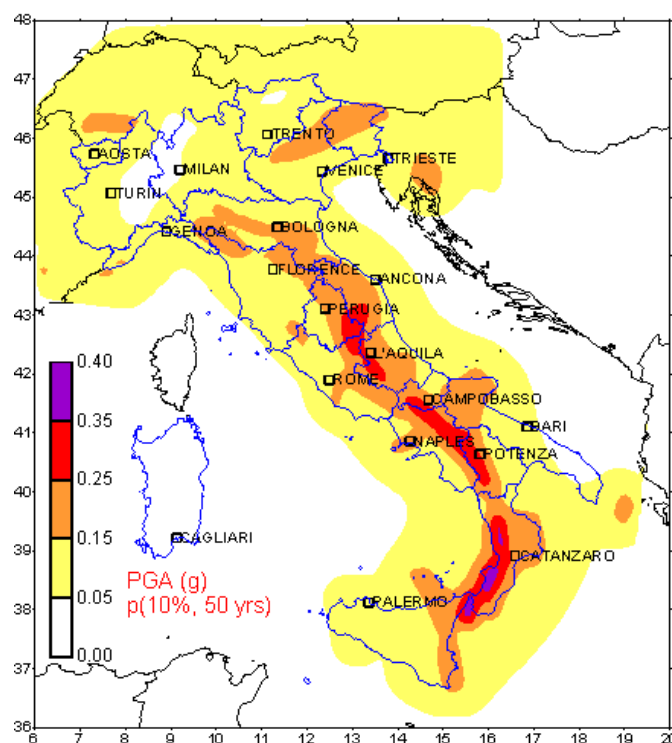 48
47
46
45
44
43
42
41
40
39
38
37
36
TRENTO
AOSTA
MILAN
VENICE
TRIESTE
TURIN
GENOA
BOLOGNA
FLORENCE
ANCONA
PERUGIA
L'AQUILA
ROME
CAMPOBASSO
BARI
NAPLES
POTENZA
CAGLIARI
CATANZARO
PALERMO
0.40
0.35
0.25
0.15
0.05
0.00
PGA (g)
p(10%, 50 yrs)
6 7 8 9 10 11 12 13 14 15 16 17 18 19